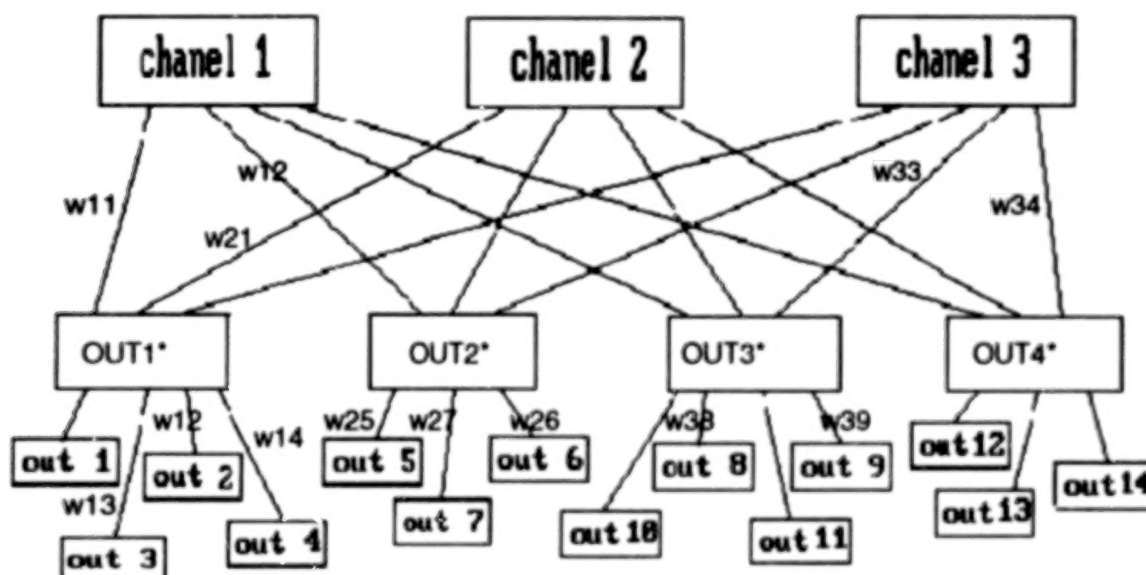 chanel 1
chanel 2
chanel 3
w12
w33
w11
w34
w21
OUT1*
OUT2*
OUT3*
OUT4*
w12
w14
w25
w27
w26
w38
w39
out 1
out 2
out 5
out 6
out 8
out 9
out12
out14
w13
out 3
out 4
out 7
out10
out11
out13